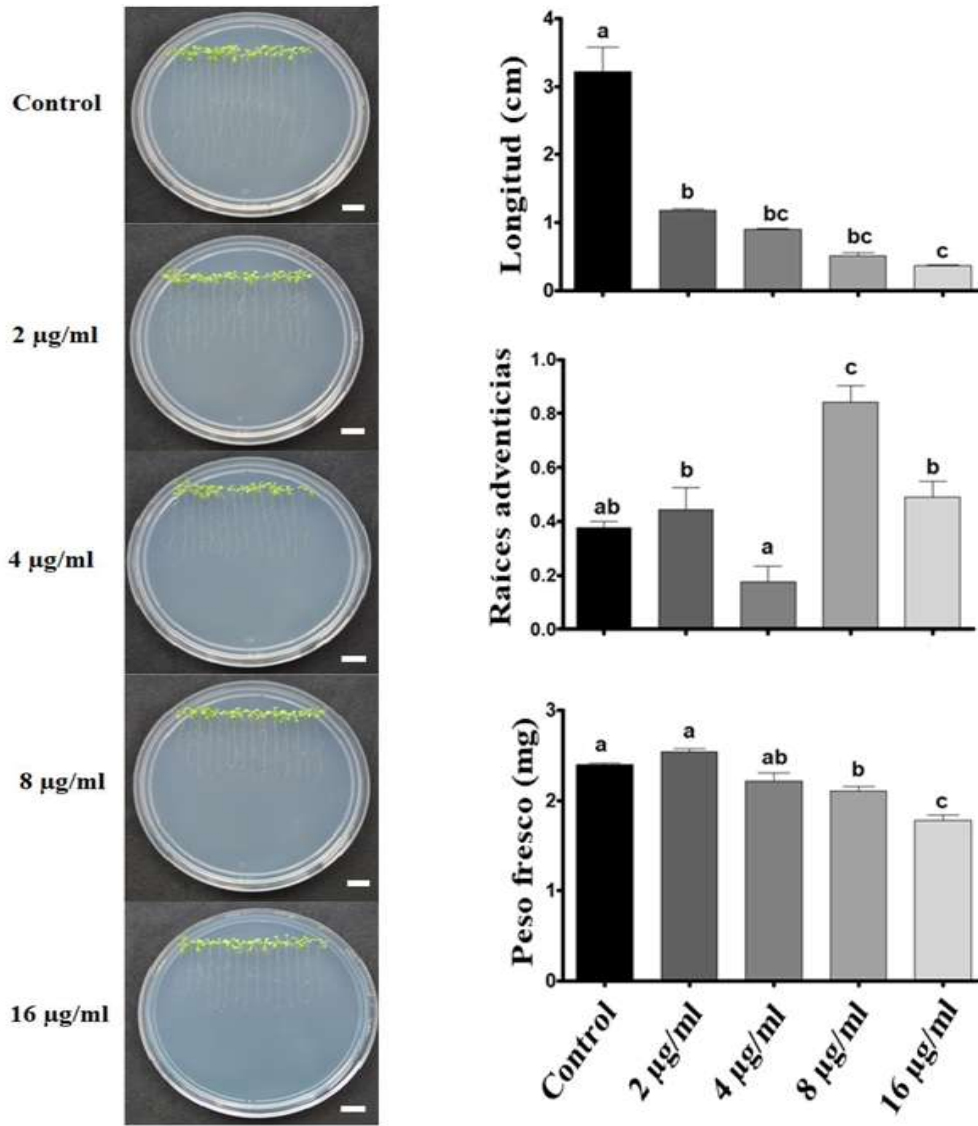 Control
2 µg/ml
4 µg/ml
8 µg/ml
16 µg/ml
Longitud (cm)
4
3
2
1
0
a
b
bc
bc
c
Raíces adventicias
1.0
0.8
0.6
0.4
0.2
0.0
ab
b
a
c
b
Peso fresco (mg)
3
2
1
0
a
a
ab
b
c
Control
2 µg/ml
4 µg/ml
8 µg/ml
16 µg/ml